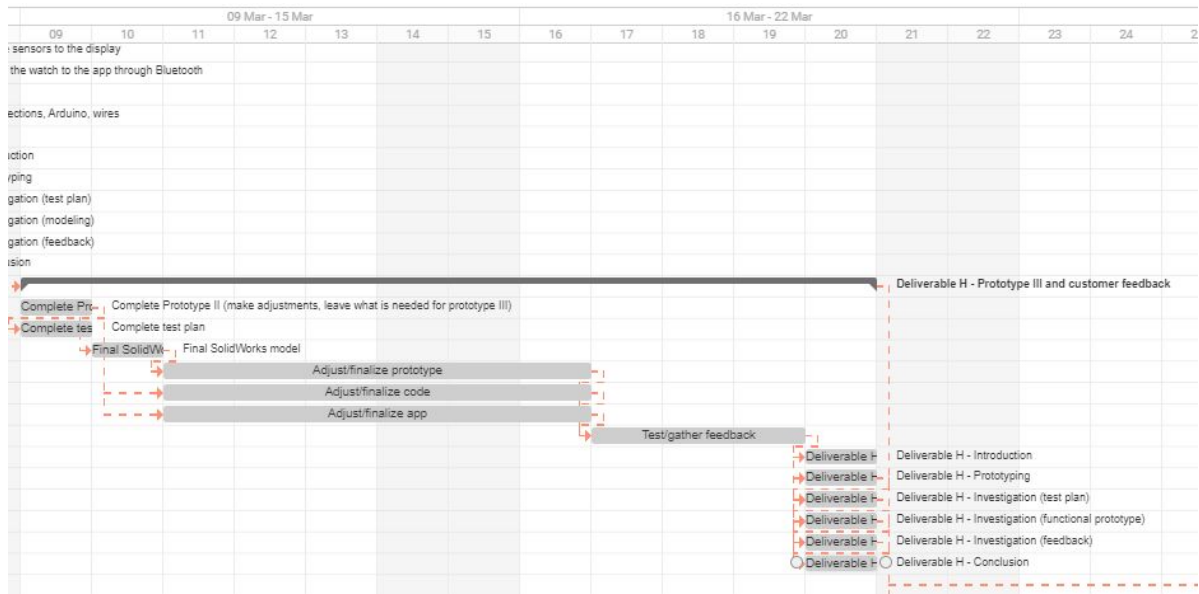 09 Mar - 15 Mar 16 Mar - 22 Mar
09 10 11 12 13 14 15 16 17 18 19 20 21 22 23 24
sensors to the display
the watch to the app through Bluetooth
ections, Arduino, wires
uction
yping
gation (test plan)
gation (modeling)
gation (feedback)
usion
Deliverable H - Prototype III and customer feedback
Complete Pro Complete Prototype II (make adjustments, leave what is needed for prototype III)
Complete tes Complete test plan
Final SolidWo Final SolidWorks model
Adjust/finalize prototype
Adjust/finalize code
Adjust/finalize app
Test/gather feedback
Deliverable H Deliverable H - Introduction
Deliverable H Deliverable H - Prototyping
Deliverable H Deliverable H - Investigation (test plan)
Deliverable H Deliverable H - Investigation (functional prototype)
Deliverable H Deliverable H - Investigation (feedback)
Deliverable H Deliverable H - Conclusion